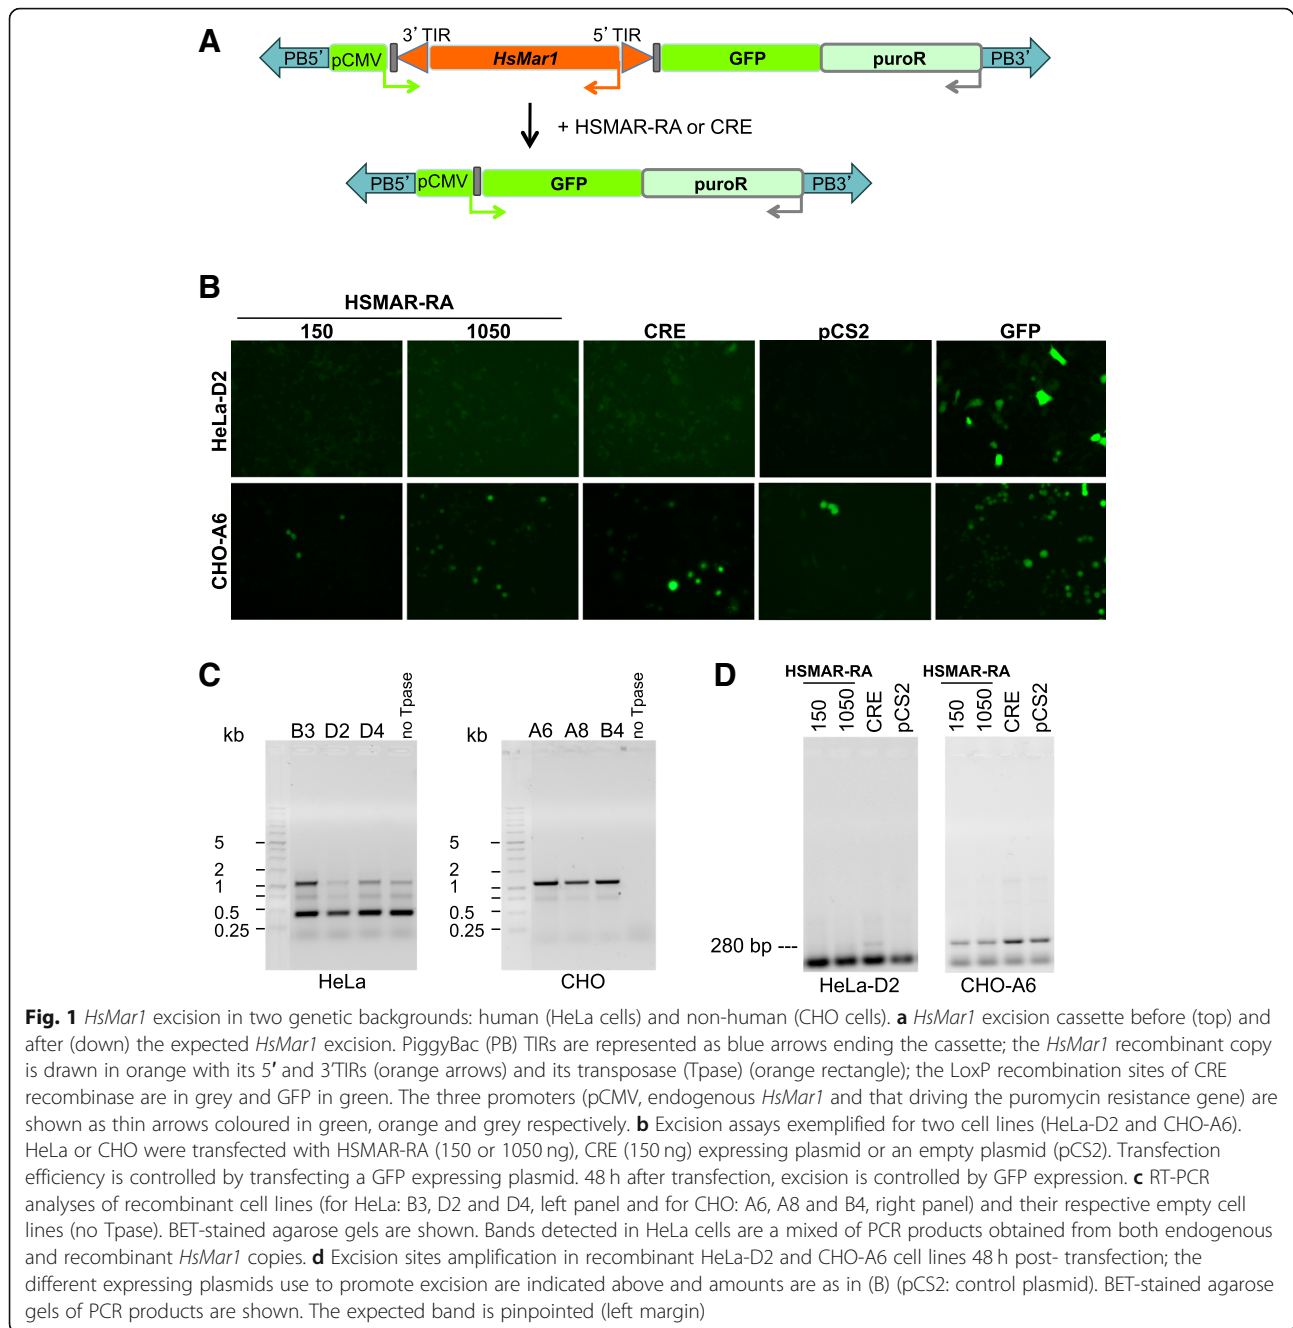 A
3' TIR
5' TIR
PB5'
pCMV
HsMar1
GFP
puroR
PB3'
+ HSMAR-RA or CRE
PB5'
pCMV
GFP
puroR
PB3'
B
HSMAR-RA
150
1050
CRE
pCS2
GFP
HeLa-D2
CHO-A6
C
kb
B3 D2 D4 no Tpase
5
2
1
0.5
0.25
HeLa
kb
A6 A8 B4 no Tpase
5
2
1
0.5
0.25
CHO
D
HSMAR-RA
150 1050 CRE pCS2
HSMAR-RA
150 1050 CRE pCS2
280 bp ---
HeLa-D2
CHO-A6
Fig. 1 HsMar1 excision in two genetic backgrounds: human (HeLa cells) and non-human (CHO cells). a HsMar1 excision cassette before (top) and
after (down) the expected HsMar1 excision. PiggyBac (PB) TIRs are represented as blue arrows ending the cassette; the HsMar1 recombinant copy
is drawn in orange with its 5′ and 3′TIRs (orange arrows) and its transposase (Tpase) (orange rectangle); the LoxP recombination sites of CRE
recombinase are in grey and GFP in green. The three promoters (pCMV, endogenous HsMar1 and that driving the puromycin resistance gene) are
shown as thin arrows coloured in green, orange and grey respectively. b Excision assays exemplified for two cell lines (HeLa-D2 and CHO-A6).
HeLa or CHO were transfected with HSMAR-RA (150 or 1050 ng), CRE (150 ng) expressing plasmid or an empty plasmid (pCS2). Transfection
efficiency is controlled by transfecting a GFP expressing plasmid. 48 h after transfection, excision is controlled by GFP expression. c RT-PCR
analyses of recombinant cell lines (for HeLa: B3, D2 and D4, left panel and for CHO: A6, A8 and B4, right panel) and their respective empty cell
lines (no Tpase). BET-stained agarose gels are shown. Bands detected in HeLa cells are a mixed of PCR products obtained from both endogenous
and recombinant HsMar1 copies. d Excision sites amplification in recombinant HeLa-D2 and CHO-A6 cell lines 48 h post- transfection; the
different expressing plasmids use to promote excision are indicated above and amounts are as in (B) (pCS2: control plasmid). BET-stained agarose
gels of PCR products are shown. The expected band is pinpointed (left margin)